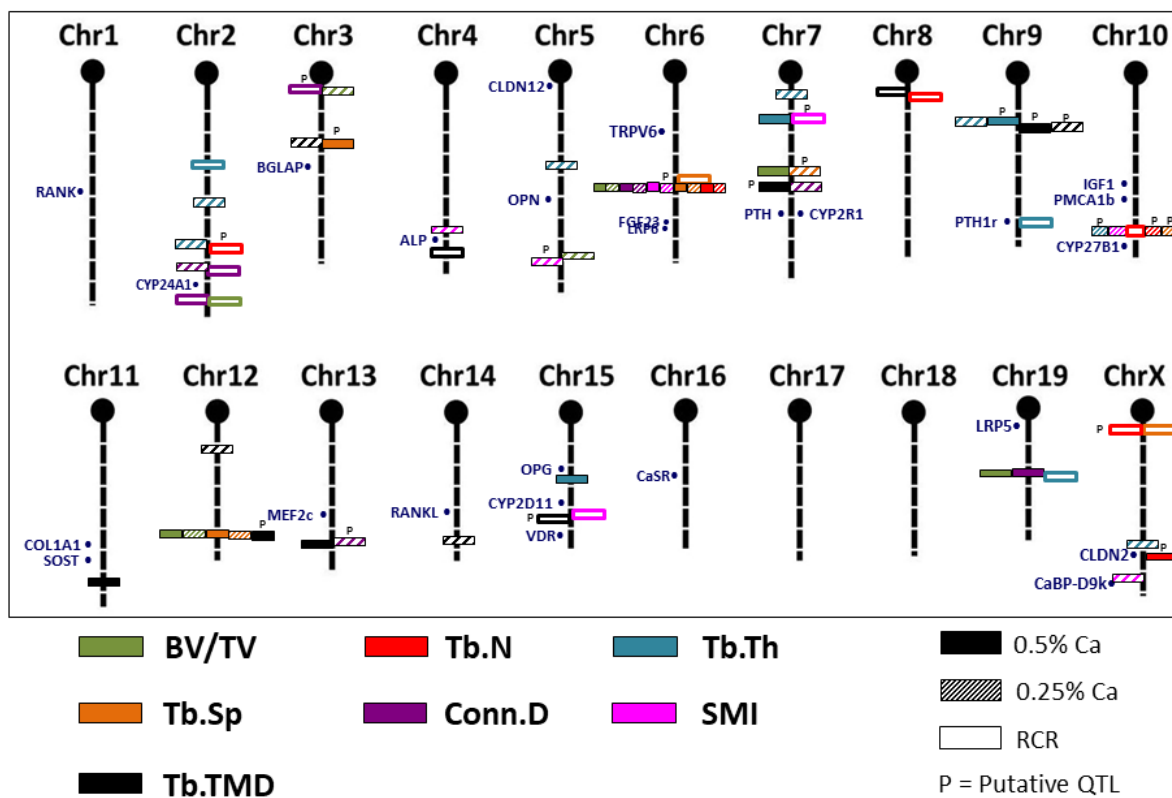 Chr1 Chr2 Chr3 Chr4 Chr5 Chr6 Chr7 Chr8 Chr9 Chr10
P
CLDN12
P
P
P
P
TRPV6
P
BGLAP
P
RANK
P
IGF1
OPN
PMCA1b
P
PTH
CYP2R1
FGF23
PTH1r
LRP6
P
P P
ALP
P
CYP27B1
CYP24A1
Chr11 Chr12 Chr13 Chr14 Chr15 Chr16 Chr17 Chr18 Chr19 ChrX
LRP5
P
OPG
CaSR
CYP2D11
MEF2c
RANKL
P
P
P
VDR
COL1A1
P
SOST
CLDN2
CaBP-D9k
BV/TV Tb.N Tb.Th 0.5% Ca
0.25% Ca
Tb.Sp Conn.D SMI
RCR
Tb.TMD P = Putative QTL